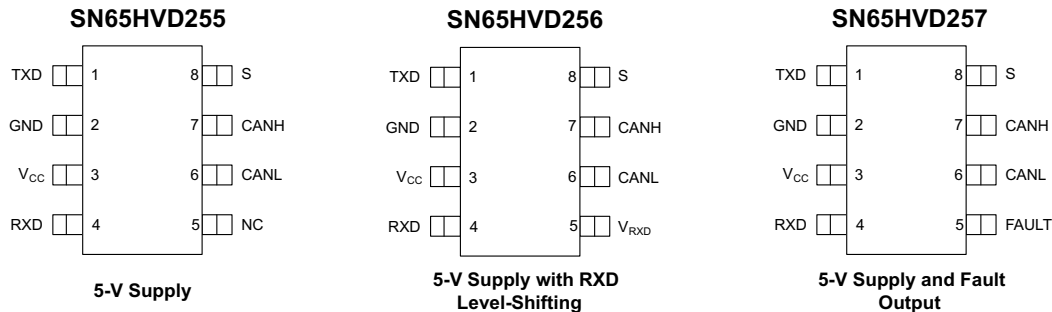 SN65HVD255
TXD 1 8 S
GND 2 7 CANH
VCC 3 6 CANL
RXD 4 5 NC
5-V Supply
SN65HVD256
TXD 1 8 S
GND 2 7 CANH
VCC 3 6 CANL
RXD 4 5 VRXD
5-V Supply with RXD
Level-Shifting
SN65HVD257
TXD 1 8 S
GND 2 7 CANH
VCC 3 6 CANL
RXD 4 5 FAULT
5-V Supply and Fault
Output